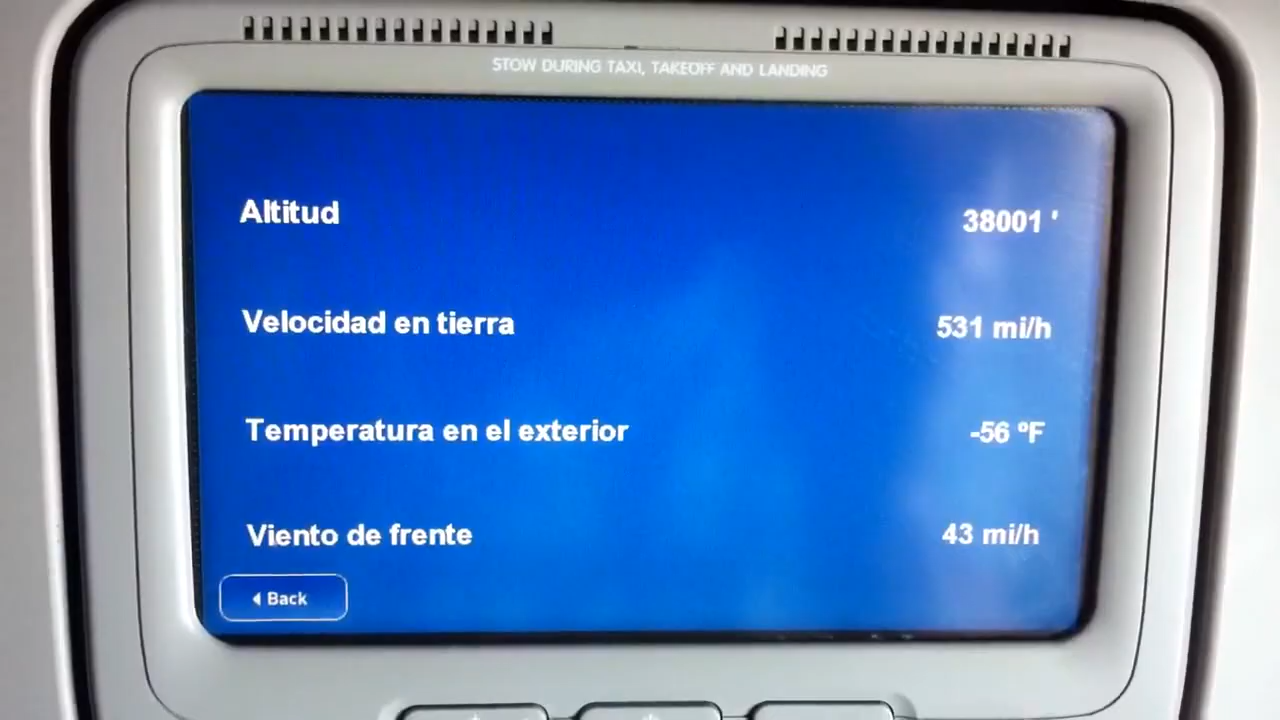 STOW DURING TAXI, TAKEOFF AND LANDING
Altitud 38001 '
Velocidad en tierra 531 mi/h
Temperatura en el exterior -56 ºF
Viento de frente 43 mi/h
Back